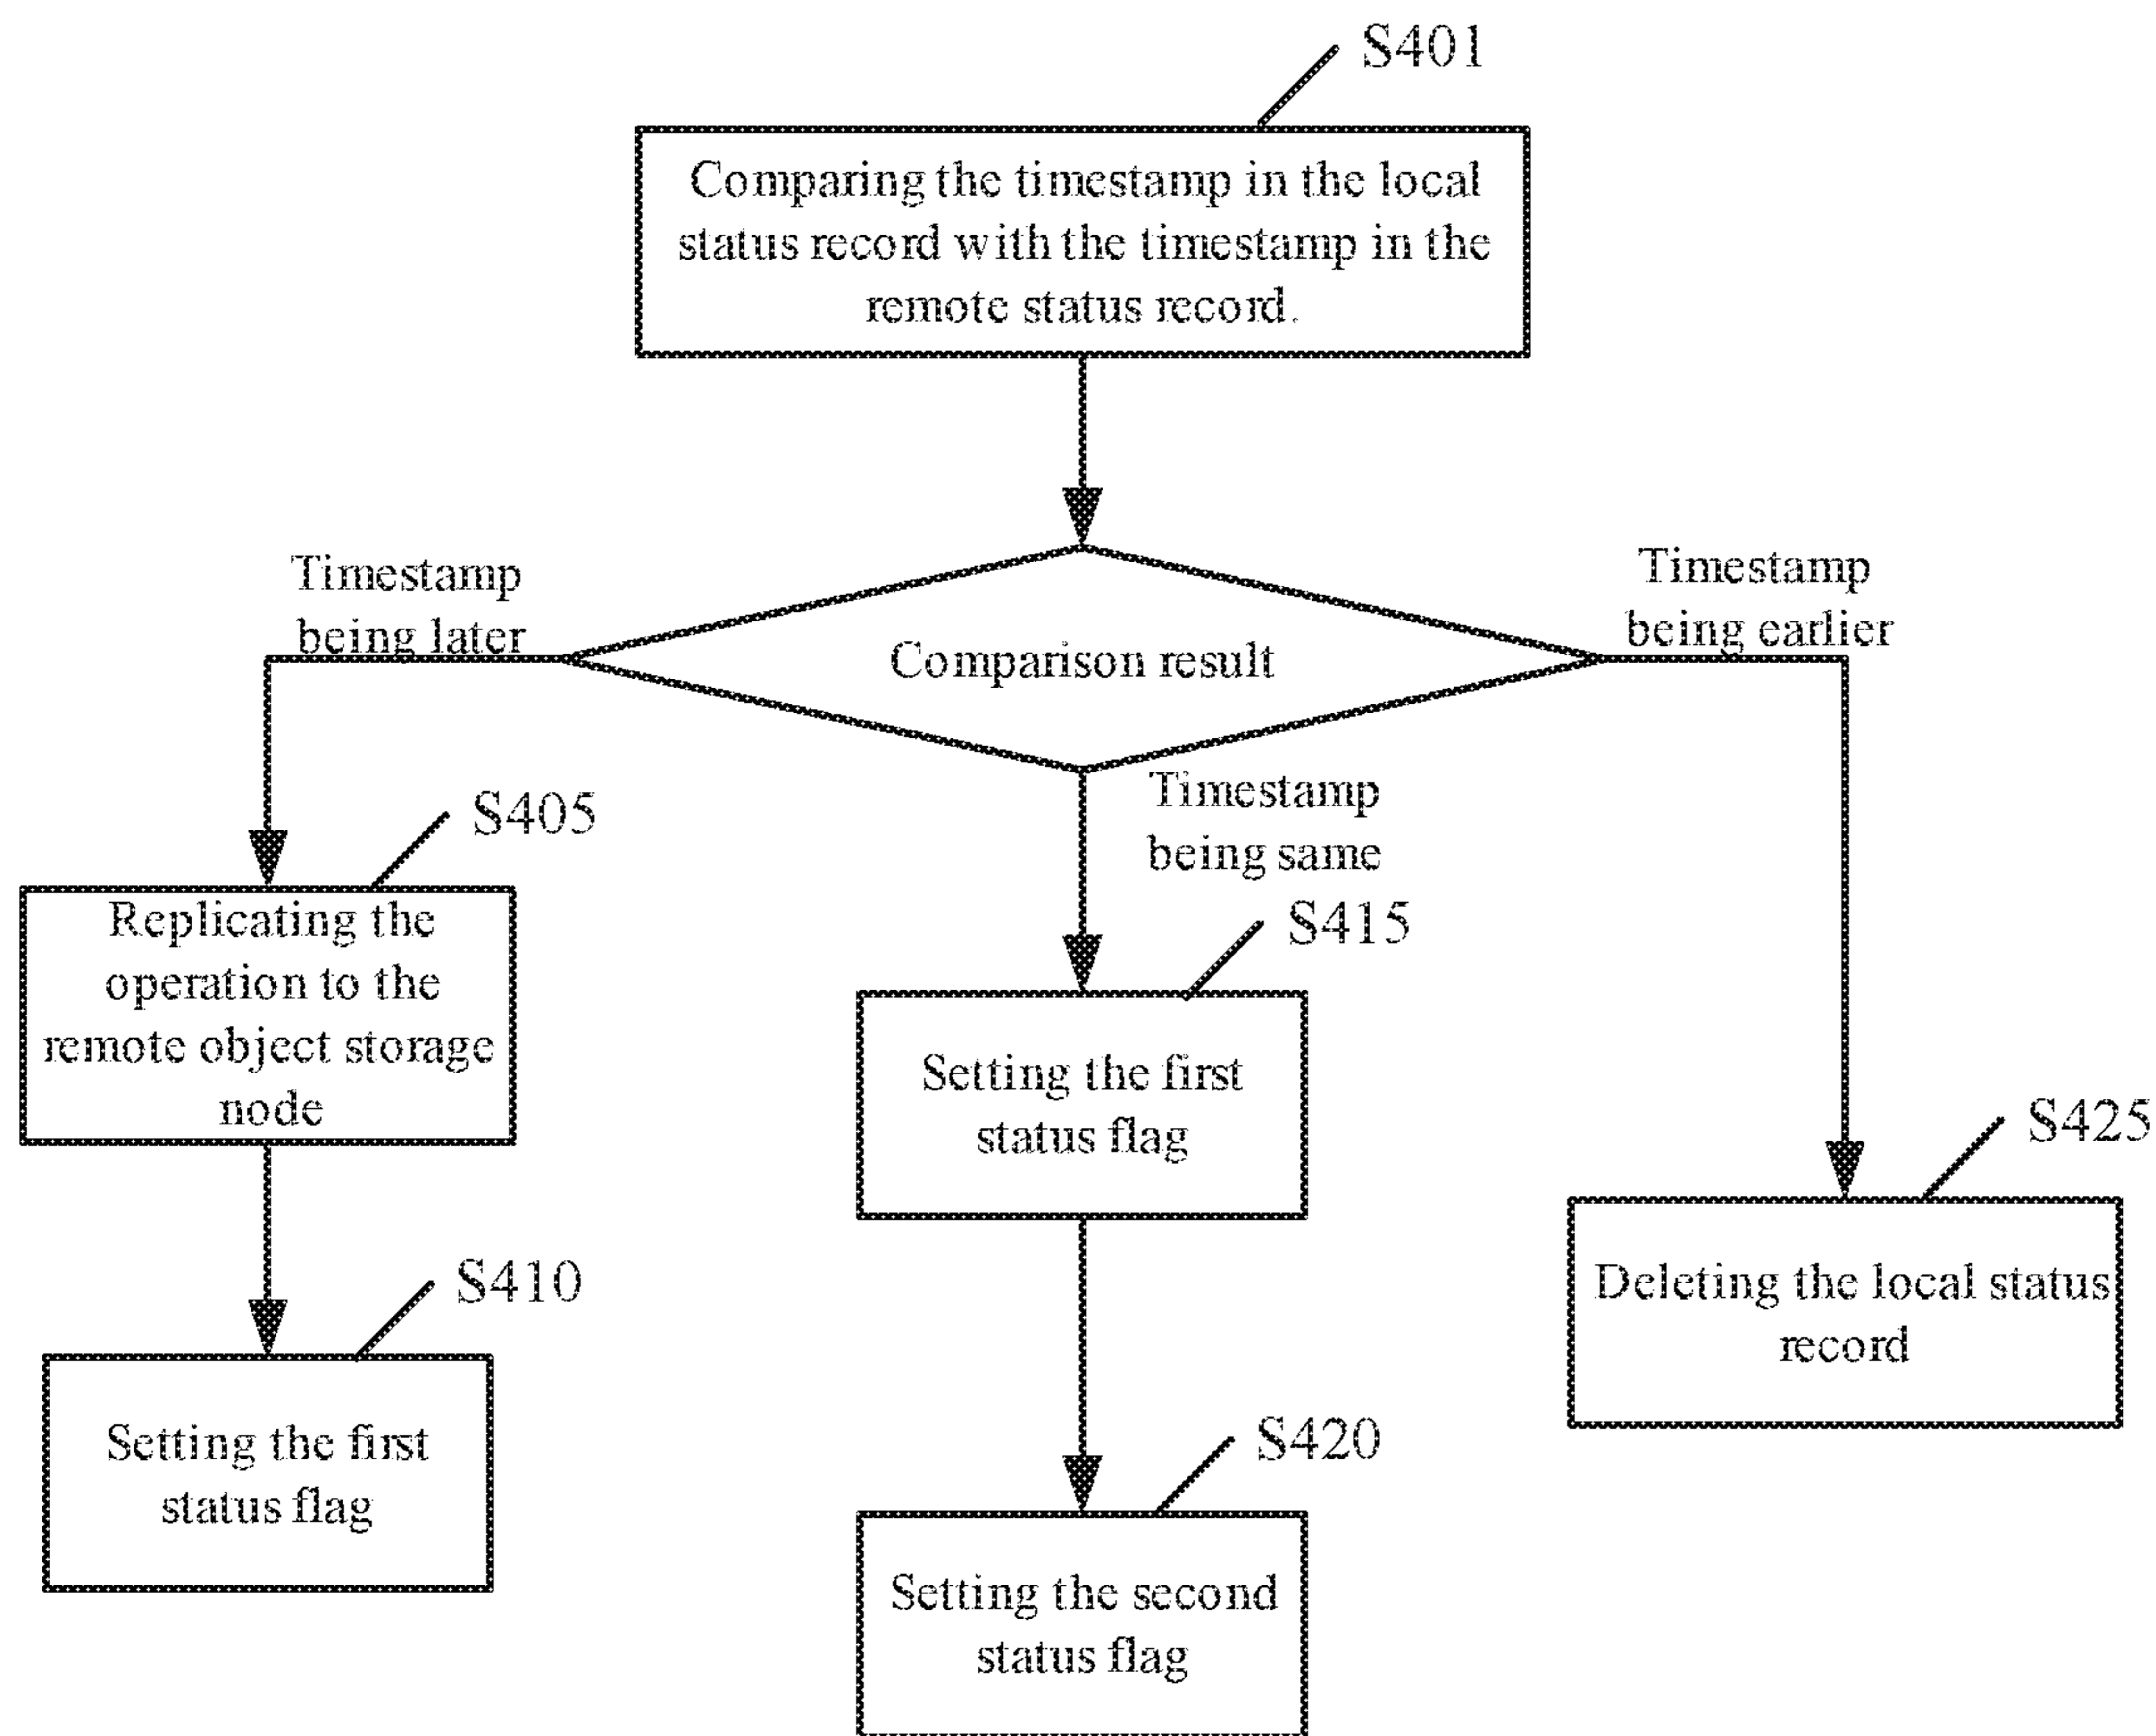 S401
Comparing the timestamp in the local
status record with the timestamp in the
remote status record.
Timestamp
being later
Comparison result
Timestamp
being earlier
Timestamp
being same
S405
Replicating the
operation to the
remote object storage
node
S415
Setting the first
status flag
S425
Deleting the local status
record
S410
Setting the first
status flag
S420
Setting the second
status flag